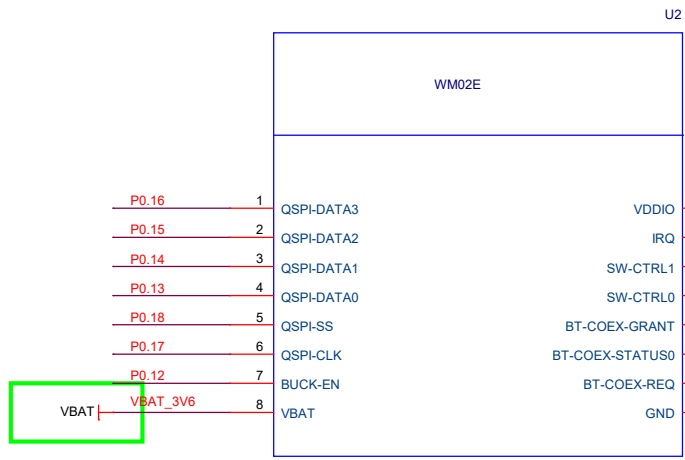 U2
WM02E
P0.16 1 QSPI-DATA3 VDDIO
P0.15 2 QSPI-DATA2 IRQ
P0.14 3 QSPI-DATA1 SW-CTRL1
P0.13 4 QSPI-DATA0 SW-CTRL0
P0.18 5 QSPI-SS BT-COEX-GRANT
P0.17 6 QSPI-CLK BT-COEX-STATUS0
P0.12 7 BUCK-EN BT-COEX-REQ
VBAT VBAT_3V6 8 VBAT GND